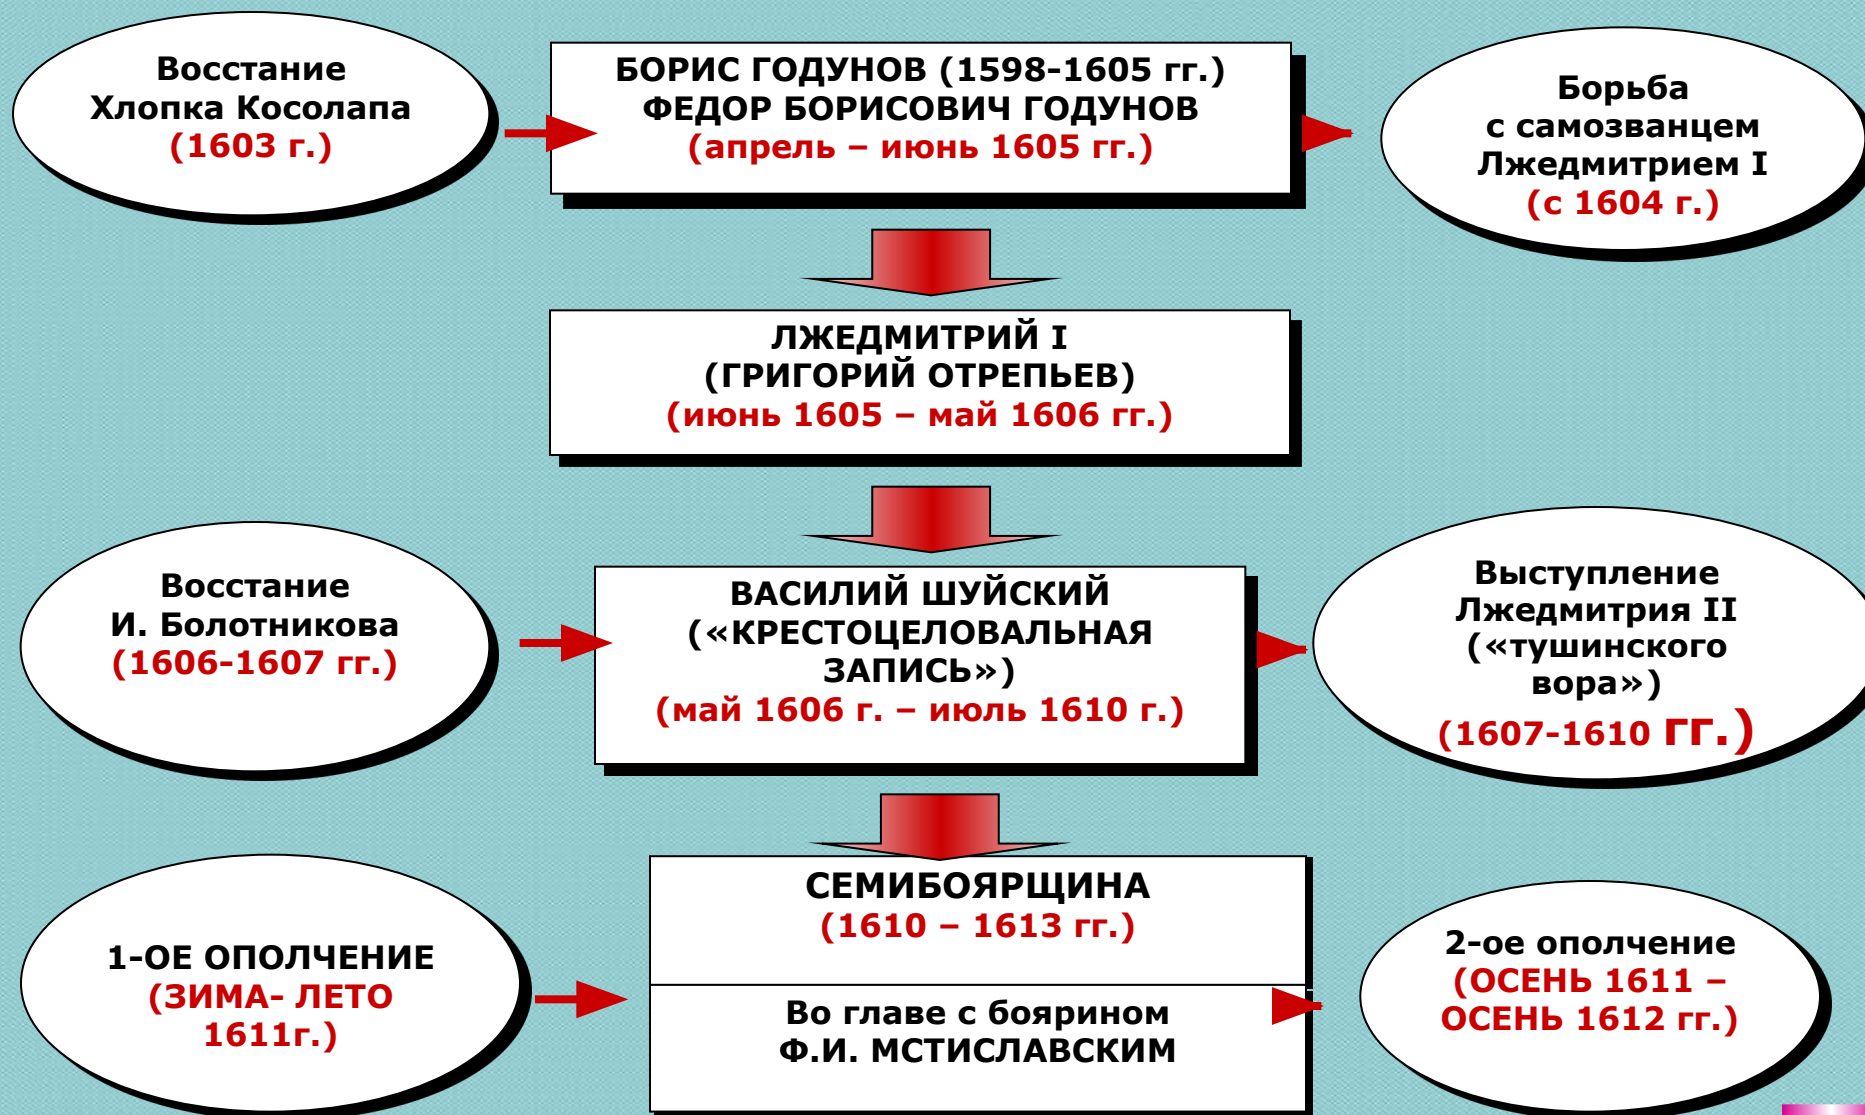 Восстание
Хлопка Косолапа
(1603 г.)
БОРИС ГОДУНОВ (1598-1605 гг.)
ФЕДОР БОРИСОВИЧ ГОДУНОВ
(апрель – июнь 1605 гг.)
Борьба
с самозванцем
Лжедмитрием I
(с 1604 г.)
ЛЖЕДМИТРИЙ I
(ГРИГОРИЙ ОТРЕПЬЕВ)
(июнь 1605 – май 1606 гг.)
Восстание
И. Болотникова
(1606-1607 гг.)
ВАСИЛИЙ ШУЙСКИЙ
(«КРЕСТОЦЕЛОВАЛЬНАЯ
ЗАПИСЬ»)
(май 1606 г. – июль 1610 г.)
Выступление
Лжедмитрия II
(«тушинского
вора»)
(1607-1610 гг.)
1-ОЕ ОПОЛЧЕНИЕ
(ЗИМА- ЛЕТО
1611г.)
СЕМИБОЯРЩИНА
(1610 – 1613 гг.)
Во главе с боярином
Ф.И. МСТИСЛАВСКИМ
2-ое ополчение
(ОСЕНЬ 1611 –
ОСЕНЬ 1612 гг.)